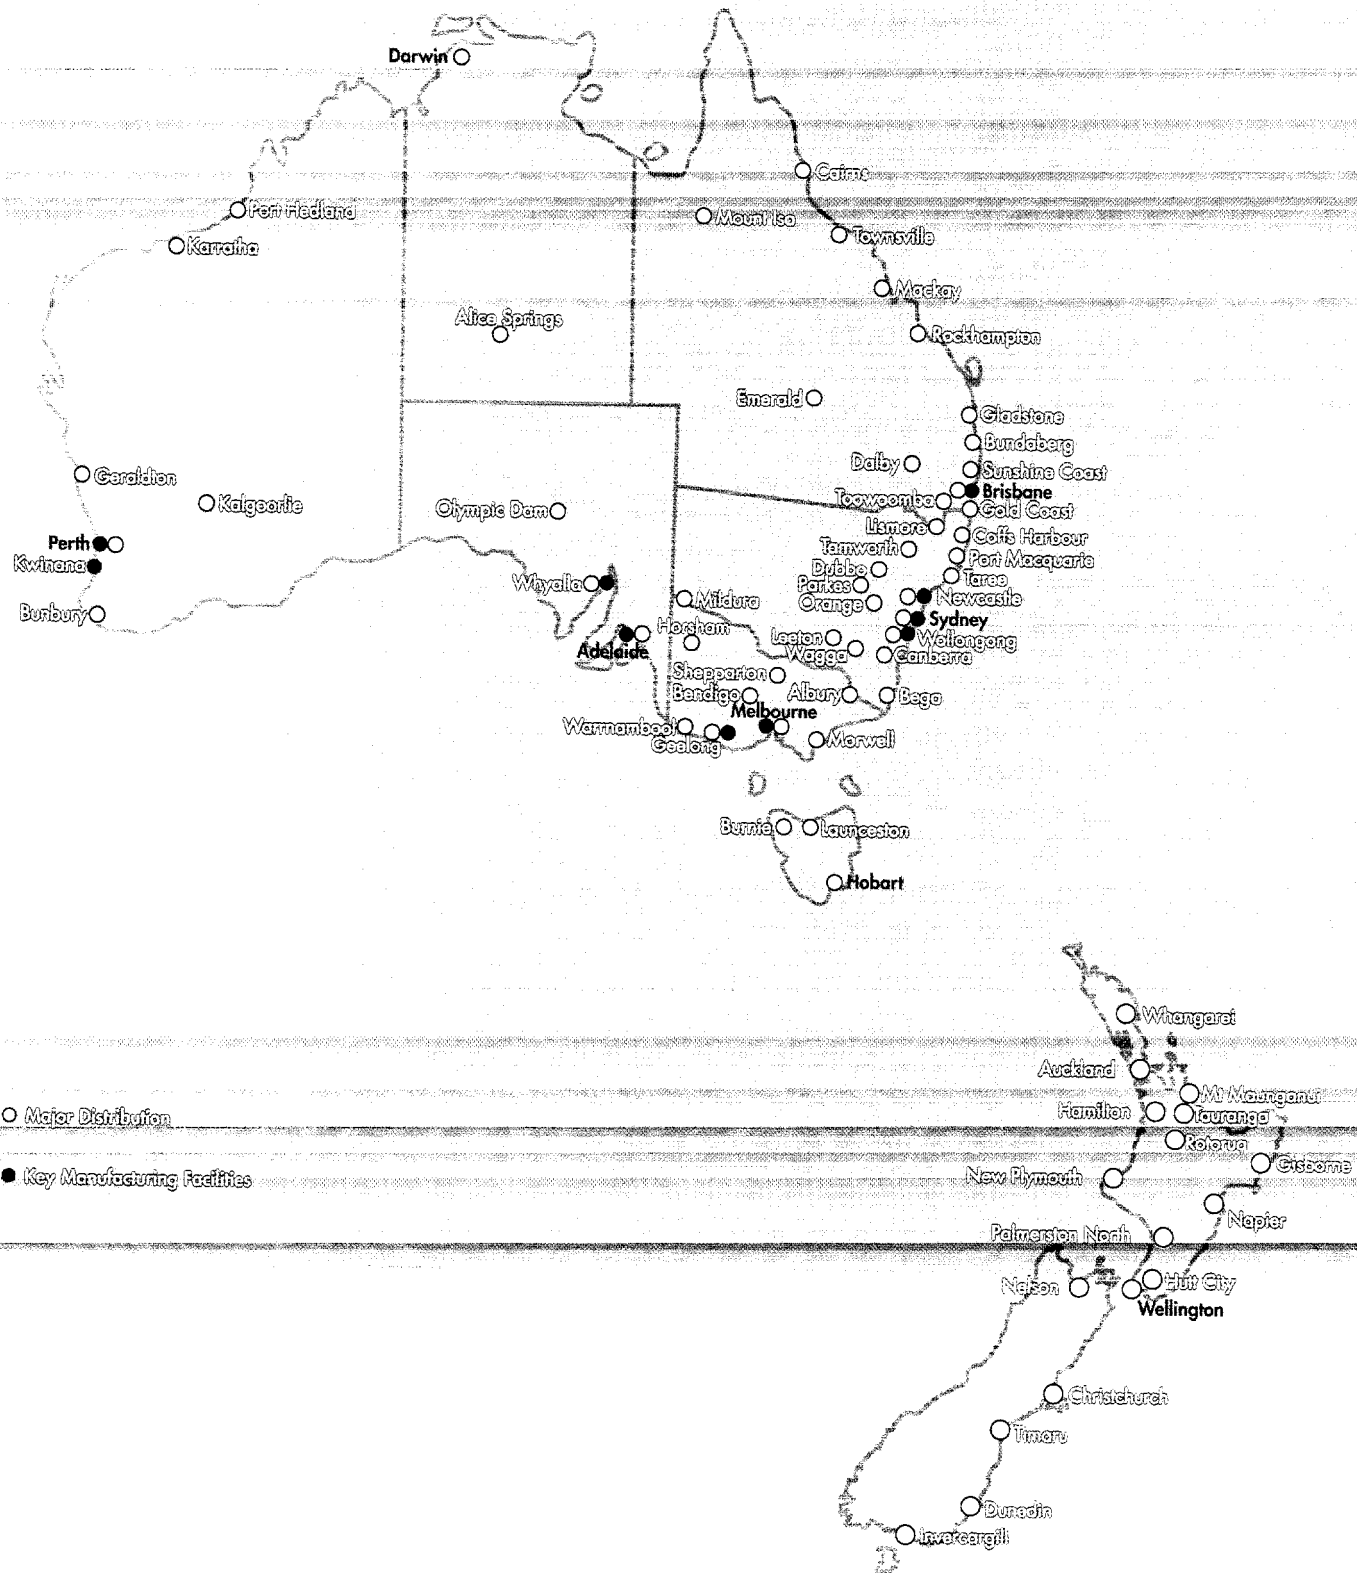 Darwin
Cairns
Port Hedland
Mount Isa
Karratha
Townsville
Mackay
Alice Springs
Rockhampton
Emerald
Gladstone
Bundaberg
Dalby
Sunshine Coast
Geraldton
Brisbane
Toowoomba
Kalgoorlie
Olympic Dam
Gold Coast
Lismore
Coffs Harbour
Perth
Tamworth
Port Macquarie
Kwinana
Dubbo
Taree
Whyalla
Parkes
Newcastle
Mildura
Orange
Bunbury
Sydney
Horsham
Leeton
Wollongong
Adelaide
Wagga
Canberra
Shepparton
Bendigo
Albury
Bega
Melbourne
Warrnambool
Geelong
Morwell
Burnie
Launceston
Hobart
Whangarei
Auckland
Mt Maunganui
Hamilton
Tauranga
Major Distribution
Rotorua
Gisborne
Key Manufacturing Facilities
New Plymouth
Napier
Palmerston North
Nelson
Hutt City
Wellington
Christchurch
Timaru
Dunedin
Invercargill